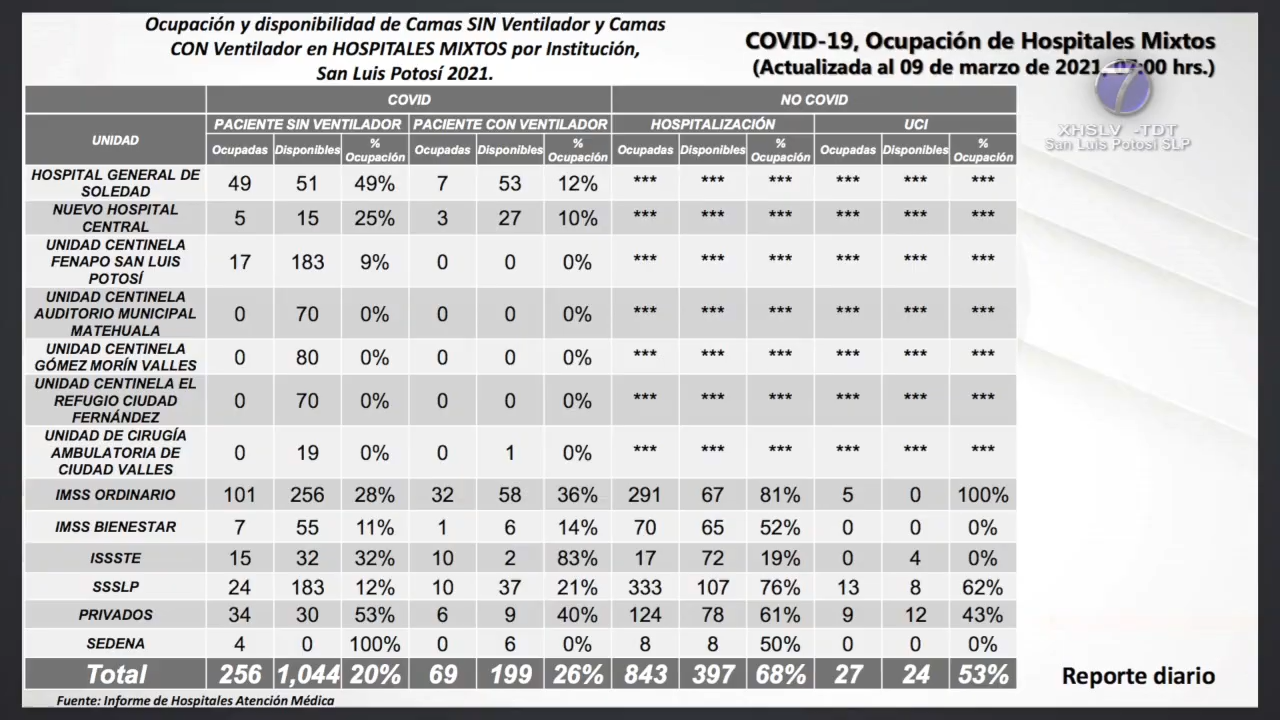 Ocupación y disponibilidad de Camas SIN Ventilador y Camas
CON Ventilador en HOSPITALES MIXTOS por Institución,
San Luis Potosí 2021.
COVID-19, Ocupación de Hospitales Mixtos
(Actualizada al 09 de marzo de 2021, 07:00 hrs.)
7
XHSLV -TDT
San Luis Potosí SLP
COVID NO COVID
UNIDAD PACIENTE SIN VENTILADOR PACIENTE CON VENTILADOR HOSPITALIZACIÓN UCI
Ocupadas Disponibles % Ocupación Ocupadas Disponibles % Ocupación Ocupadas Disponibles % Ocupación Ocupadas Disponibles % Ocupación
HOSPITAL GENERAL DE
SOLEDAD
49 51 49% 7 53 12% *** *** *** *** *** ***
NUEVO HOSPITAL
CENTRAL
5 15 25% 3 27 10% *** *** *** *** *** ***
UNIDAD CENTINELA
FENAPO SAN LUIS
POTOSÍ
17 183 9% 0 0 0% *** *** *** *** *** ***
UNIDAD CENTINELA
AUDITORIO MUNICIPAL
MATEHUALA
0 70 0% 0 0 0% *** *** *** *** *** ***
UNIDAD CENTINELA
GÓMEZ MORÍN VALLES
0 80 0% 0 0 0% *** *** *** *** *** ***
UNIDAD CENTINELA EL
REFUGIO CIUDAD
FERNÁNDEZ
0 70 0% 0 0 0% *** *** *** *** *** ***
UNIDAD DE CIRUGÍA
AMBULATORIA DE
CIUDAD VALLES
0 19 0% 0 1 0% *** *** *** *** *** ***
IMSS ORDINARIO 101 256 28% 32 58 36% 291 67 81% 5 0 100%
IMSS BIENESTAR 7 55 11% 1 6 14% 70 65 52% 0 0 0%
ISSSTE 15 32 32% 10 2 83% 17 72 19% 0 4 0%
SSSLP 24 183 12% 10 37 21% 333 107 76% 13 8 62%
PRIVADOS 34 30 53% 6 9 40% 124 78 61% 9 12 43%
SEDENA 4 0 100% 0 6 0% 8 8 50% 0 0 0%
Total 256 1,044 20% 69 199 26% 843 397 68% 27 24 53%
Reporte diario
Fuente: Informe de Hospitales Atención Médica